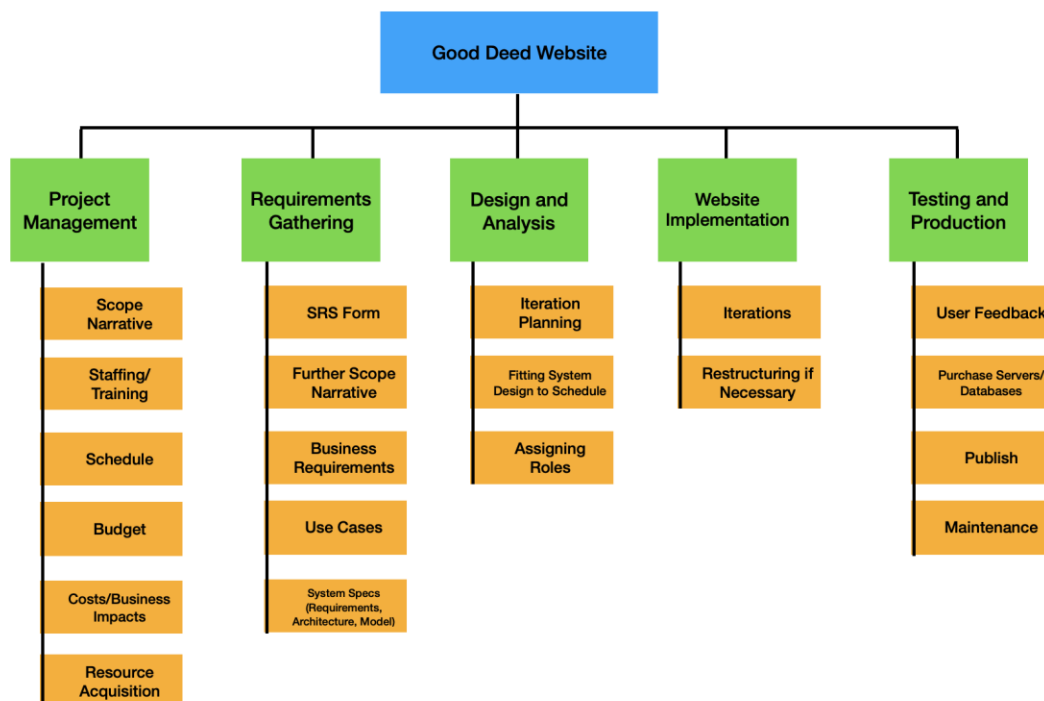 Good Deed Website
Project
Management
Scope
Narrative
Staffing/
Training
Schedule
Budget
Costs/Business
Impacts
Resource
Acquisition
Requirements
Gathering
SRS Form
Further Scope
Narrative
Business
Requirements
Use Cases
System Specs
(Requirements,
Architecture, Model)
Design and
Analysis
Iteration
Planning
Fitting System
Design to Schedule
Assigning
Roles
Website
Implementation
Iterations
Restructuring if
Necessary
Testing and
Production
User Feedback
Purchase Servers/
Databases
Publish
Maintenance